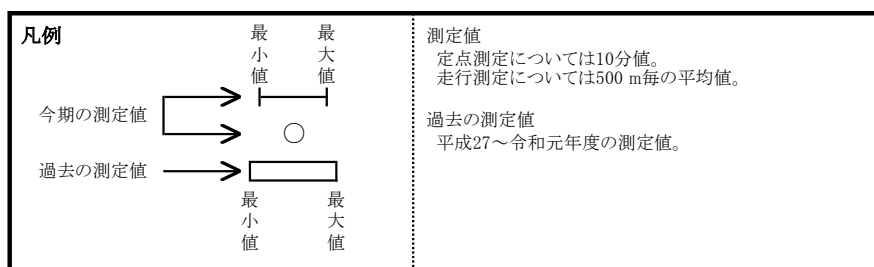 凡例
最小値
最大値
今期の測定値
過去の測定値
最小値
最大値
測定値
定点測定については10分値。
走行測定については500 m毎の平均値。
過去の測定値
平成27～令和元年度の測定値。